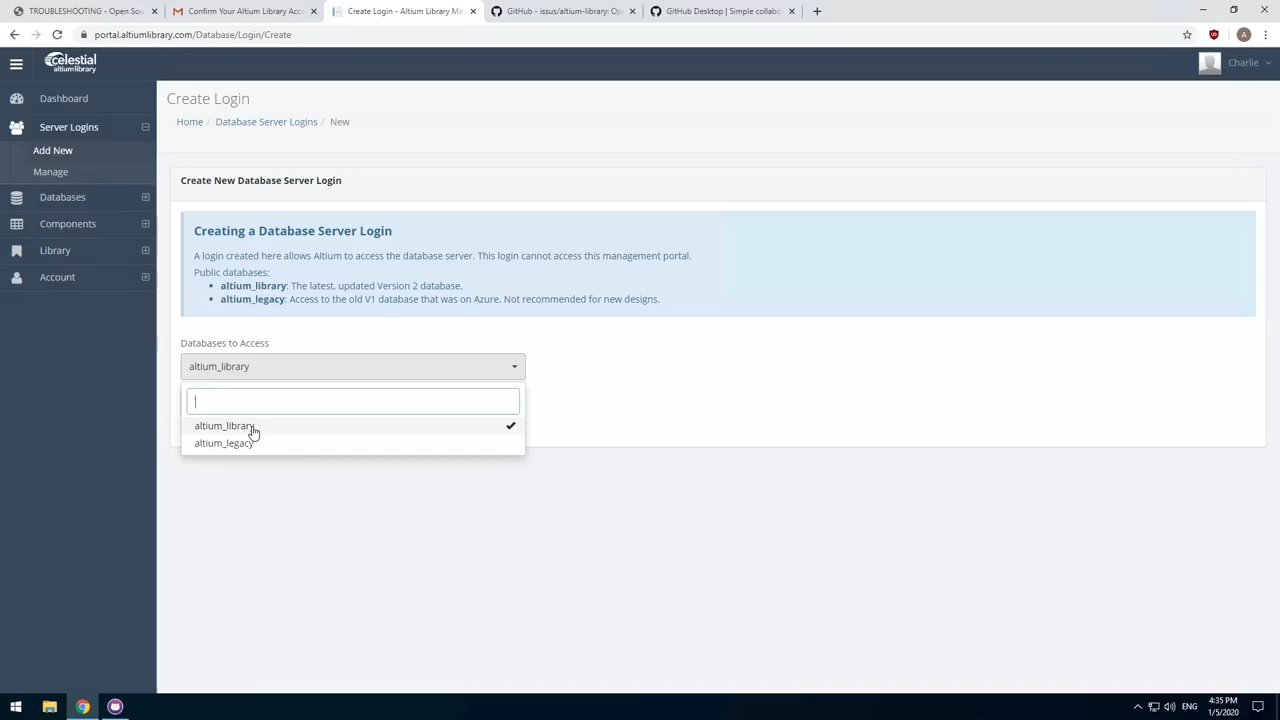 TROUBLESHOOTING - Open Sou
Confirm Your Altium Library Acco
Create Login - Altium Library Ma
GitHub - issus/altium-library: Op
GitHub Desktop | Simple collabo
portal.altiumlibrary.com/Database/Login/Create
A
Celestial
altium library
Charlie
Dashboard
Server Logins
Add New
Manage
Databases
Components
Library
Account
Create Login
Home / Database Server Logins / New
Create New Database Server Login
Creating a Database Server Login
A login created here allows Altium to access the database server. This login cannot access this management portal.
Public databases:
altium_library: The latest, updated Version 2 database.
altium_legacy: Access to the old V1 database that was on Azure. Not recommended for new designs.
Databases to Access
altium_library
altium_library
altium_legacy
ENG
4:35 PM
1/5/2020